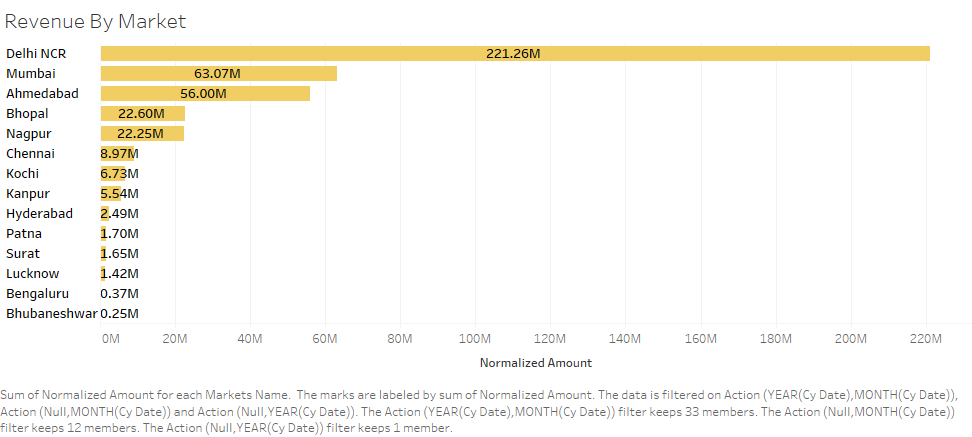 Revenue By Market
Delhi NCR 221.26M
Mumbai 63.07M
Ahmedabad 56.00M
Bhopal 22.60M
Nagpur 22.25M
Chennai 8.97M
Kochi 6.73M
Kanpur 5.54M
Hyderabad 2.49M
Patna 1.70M
Surat 1.65M
Lucknow 1.42M
Bengaluru 0.37M
Bhubaneshwar 0.25M
0M 20M 40M 60M 80M 100M 120M 140M 160M 180M 200M 220M
Normalized Amount
Sum of Normalized Amount for each Markets Name. The marks are labeled by sum of Normalized Amount. The data is filtered on Action (YEAR(Cy Date),MONTH(Cy Date)),
Action (Null,MONTH(Cy Date)) and Action (Null,YEAR(Cy Date)). The Action (YEAR(Cy Date),MONTH(Cy Date)) filter keeps 33 members. The Action (Null,MONTH(Cy Date))
filter keeps 12 members. The Action (Null,YEAR(Cy Date)) filter keeps 1 member.